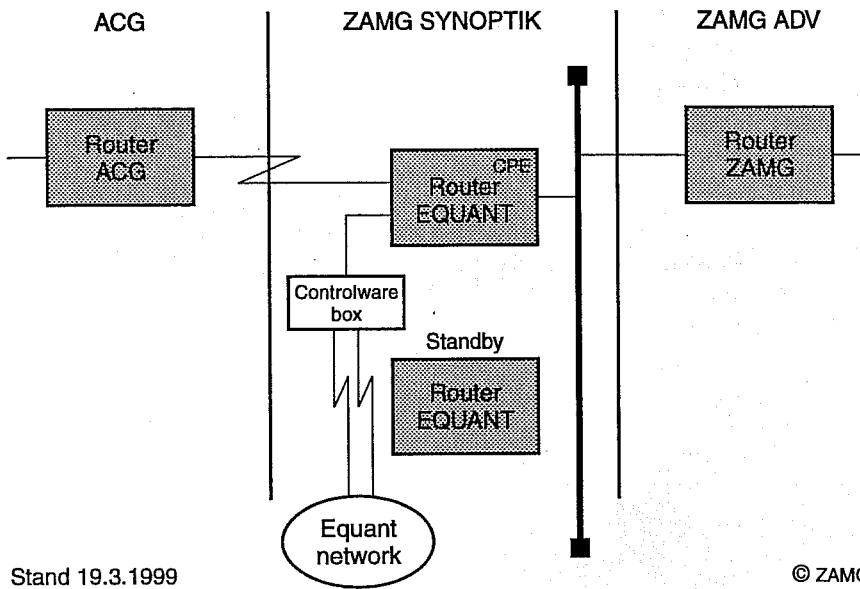 ACG
ZAMG SYNOPTIK
ZAMG ADV
Router
ACG
CPE
Router
EQUANT
Router
ZAMG
Controlware
box
Standby
Router
EQUANT
Equant
network
Stand 19.3.1999
© ZAMG